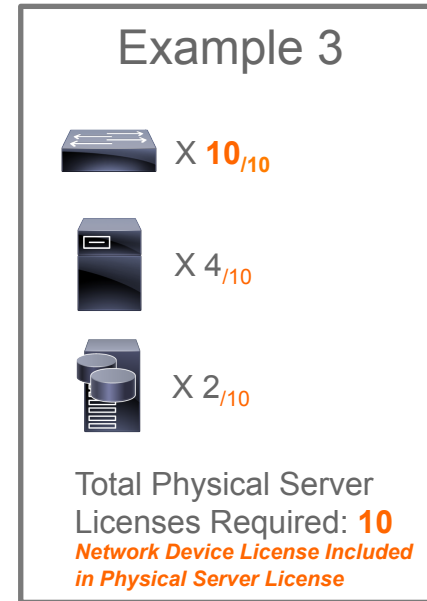 Example 3
X 10/10
X 4/10
X 2/10
Total Physical Server
Licenses Required: 10
Network Device License Included
in Physical Server License